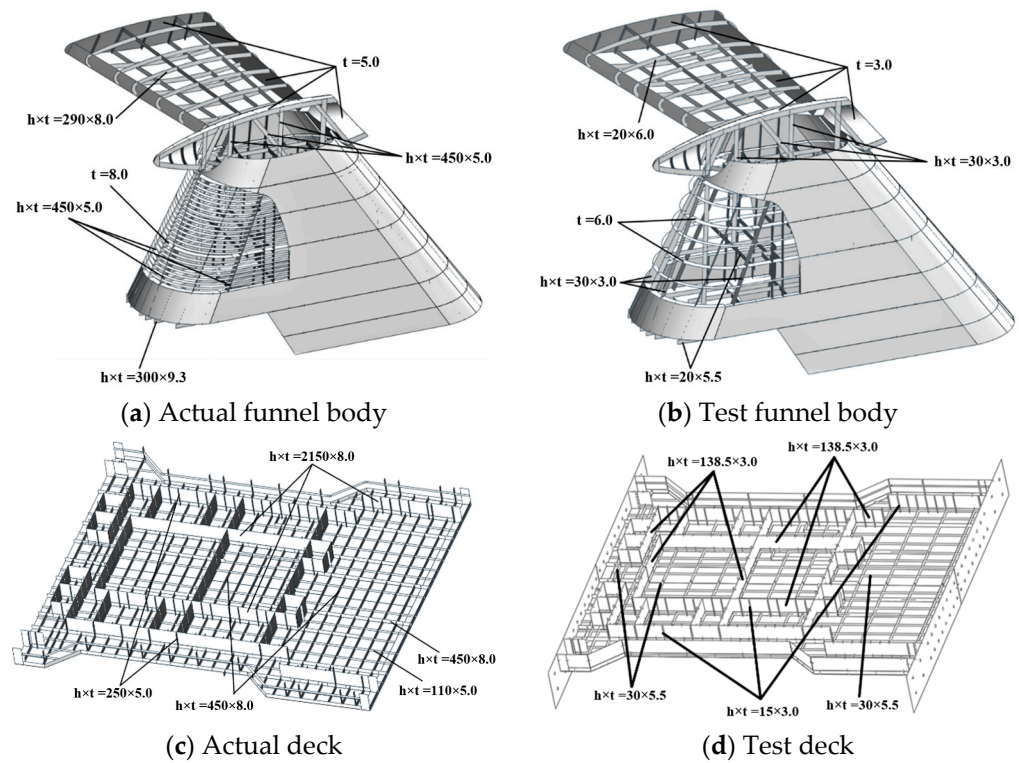 t =5.0
h×t =290×8.0
h×t =450×5.0
t =8.0
h×t =450×5.0
h×t =300×9.3
(a) Actual funnel body
t =3.0
h×t =20×6.0
h×t =30×3.0
t =6.0
h×t =30×3.0
h×t =20×5.5
(b) Test funnel body
h×t =2150×8.0
h×t =450×8.0
h×t =250×5.0
h×t =110×5.0
h×t =450×8.0
(c) Actual deck
h×t =138.5×3.0
h×t =138.5×3.0
h×t =30×5.5
h×t =15×3.0
h×t =30×5.5
(d) Test deck